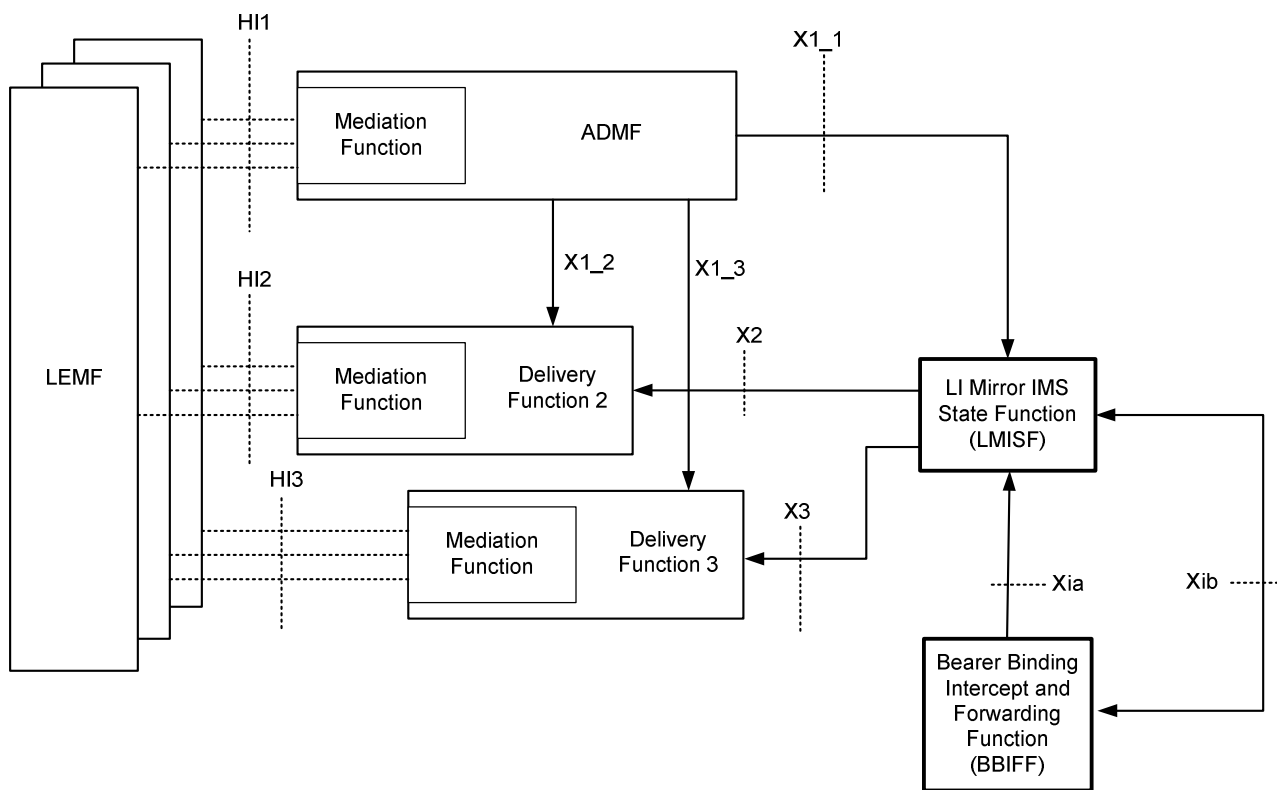 HI1
X1_1
Mediation
Function
ADMF
X1_2
X1_3
HI2
X2
LEMF
Mediation
Function
Delivery
Function 2
LI Mirror IMS
State Function
(LMISF)
HI3
X3
Mediation
Function
Delivery
Function 3
Xia
Xib
Bearer Binding
Intercept and
Forwarding
Function
(BBIFF)